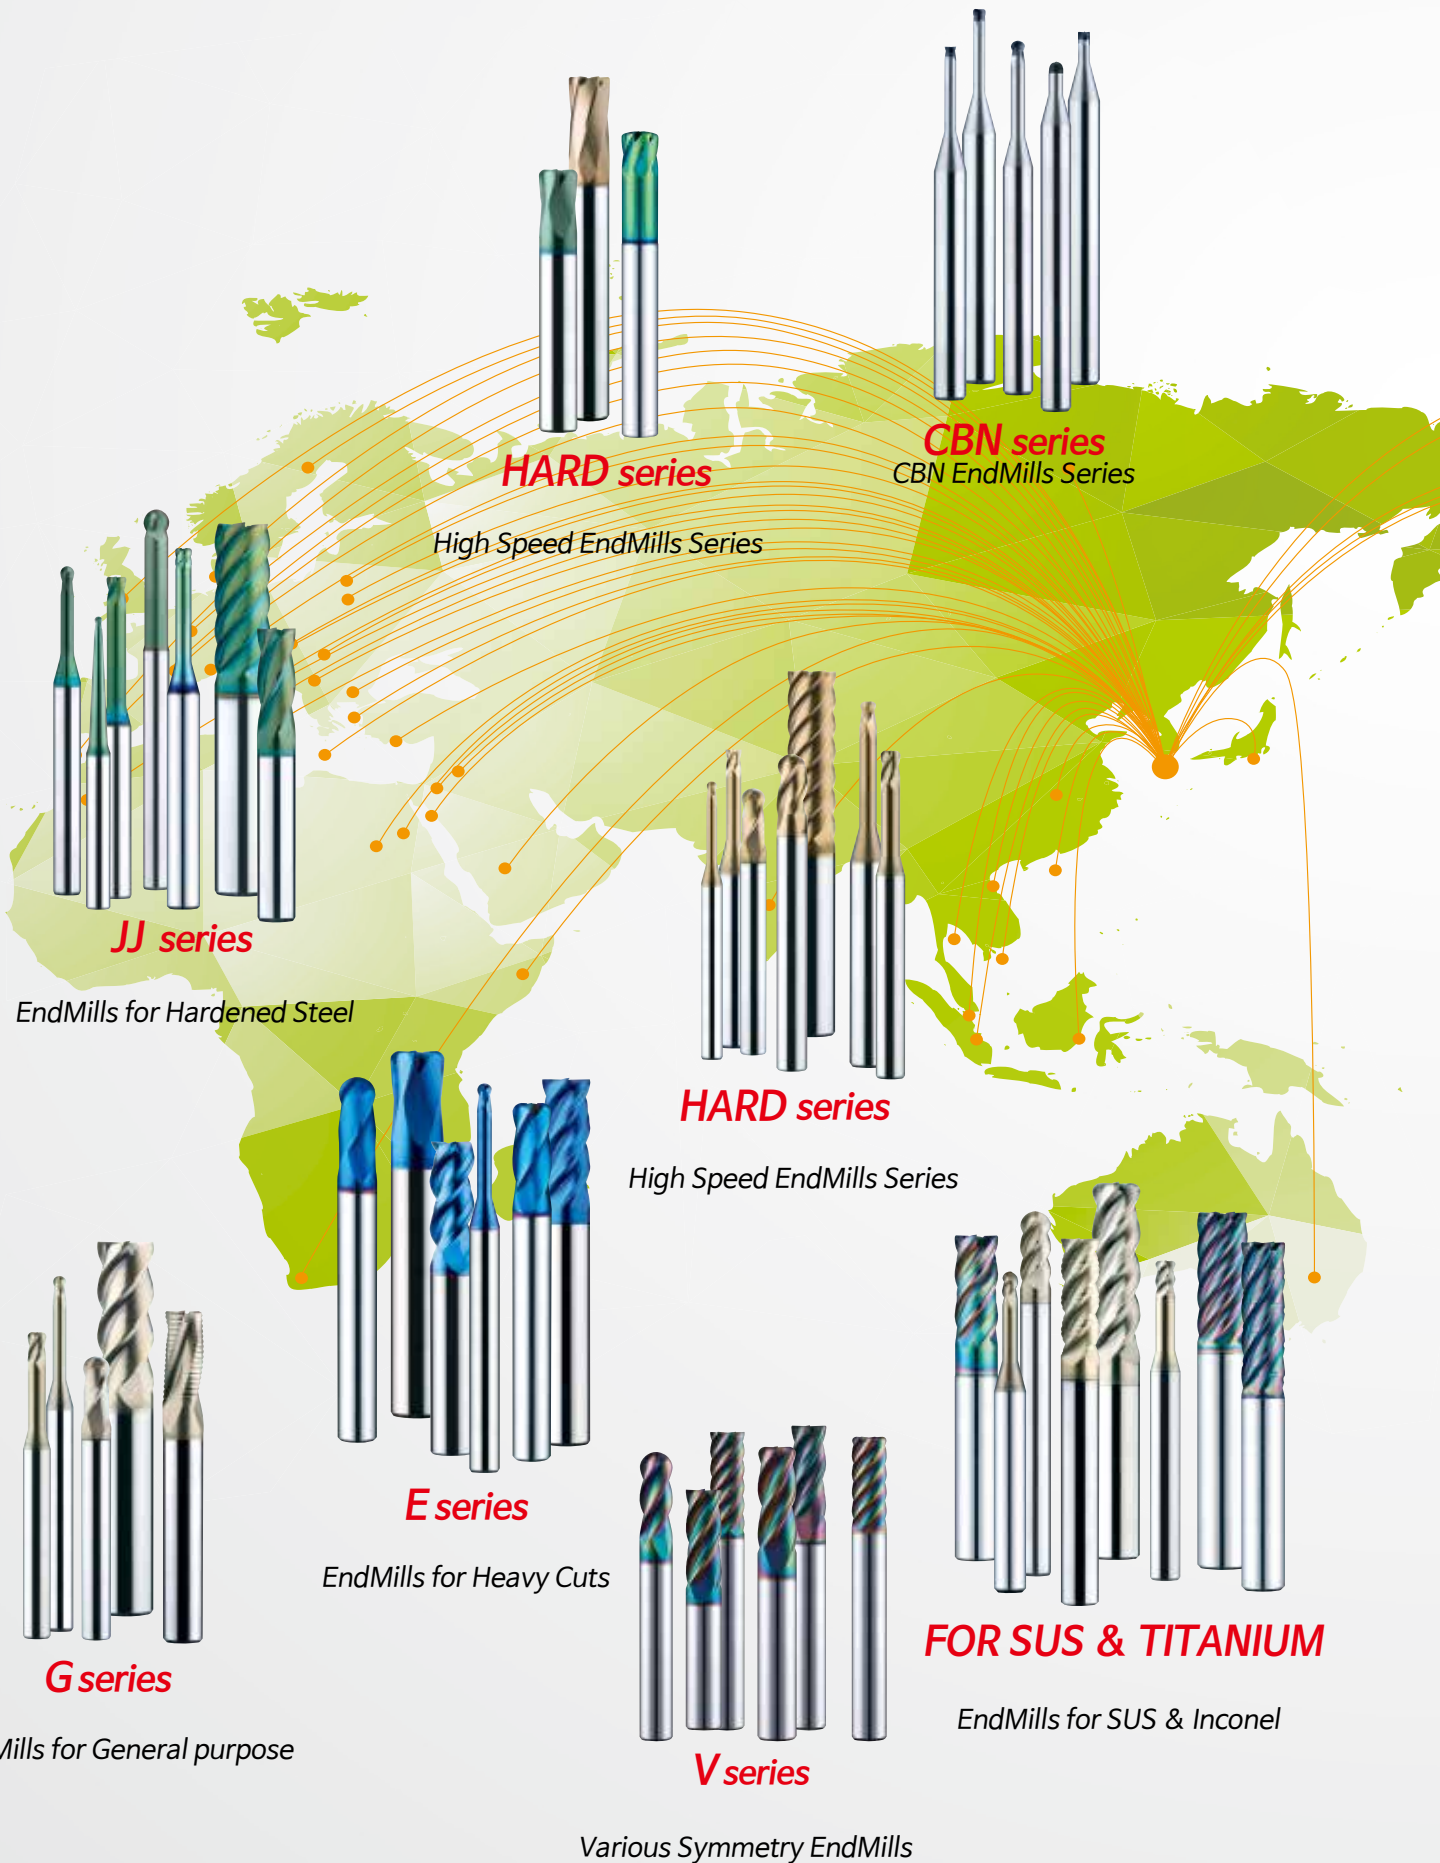 CBN series
CBN EndMills Series
HARD series
High Speed EndMills Series
JJ series
EndMills for Hardened Steel
HARD series
High Speed EndMills Series
E series
EndMills for Heavy Cuts
FOR SUS & TITANIUM
EndMills for SUS & Inconel
G series
Mills for General purpose
V series
Various Symmetry EndMills